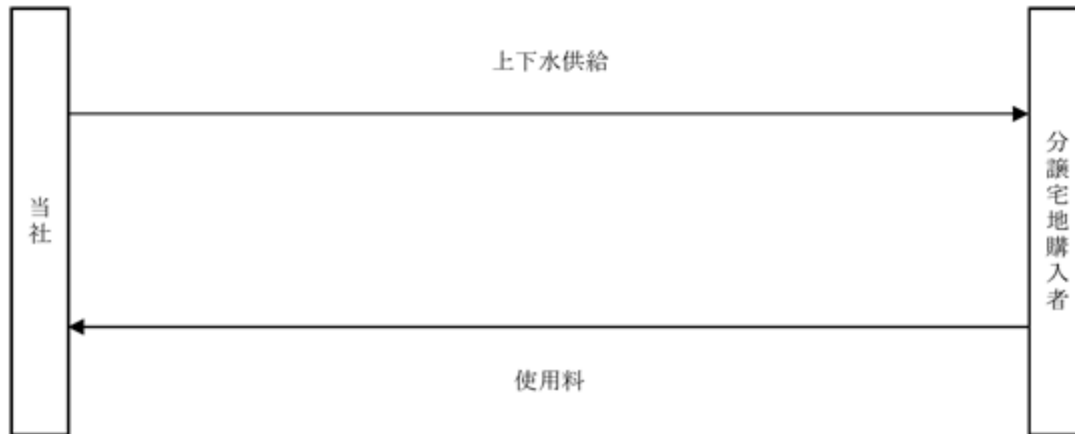 上下水供給
当社
分譲宅地購入者
使用料